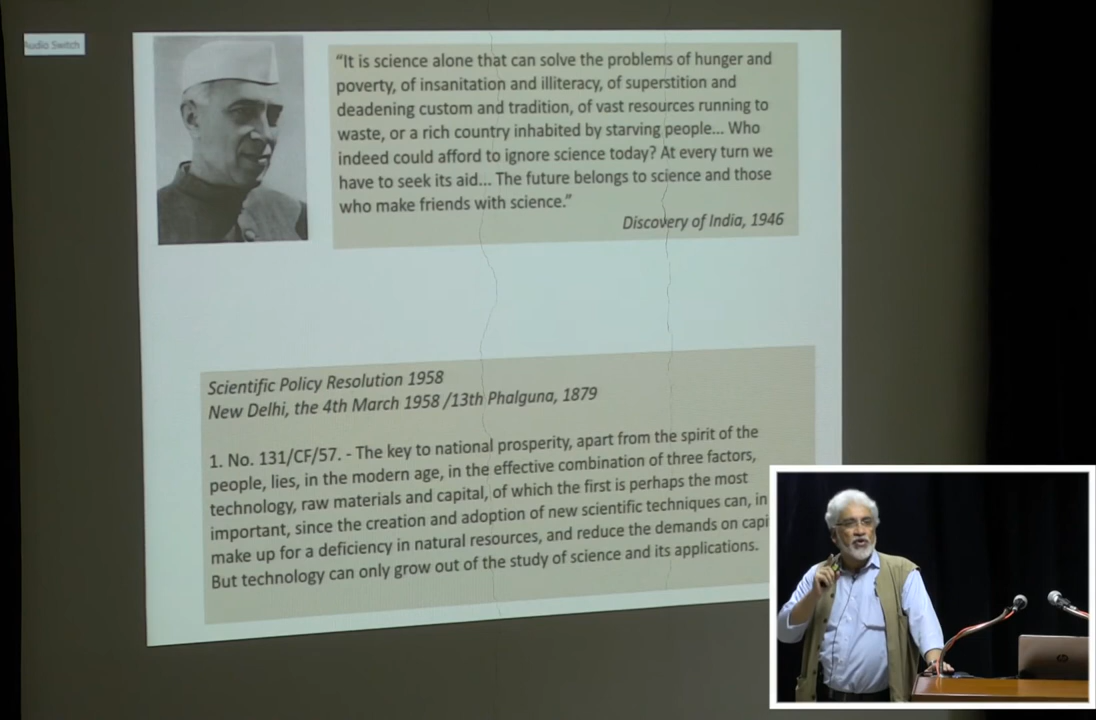 Audio Switch
“It is science alone that can solve the problems of hunger and
poverty, of insanitation and illiteracy, of superstition and
deadening custom and tradition, of vast resources running to
waste, or a rich country inhabited by starving people... Who
indeed could afford to ignore science today? At every turn we
have to seek its aid... The future belongs to science and those
who make friends with science.”
Discovery of India, 1946
Scientific Policy Resolution 1958
New Delhi, the 4th March 1958 /13th Phalguna, 1879
1. No. 131/CF/57. - The key to national prosperity, apart from the spirit of the
people, lies, in the modern age, in the effective combination of three factors,
technology, raw materials and capital, of which the first is perhaps the most
important, since the creation and adoption of new scientific techniques can, in
make up for a deficiency in natural resources, and reduce the demands on capi
But technology can only grow out of the study of science and its applications.
hp